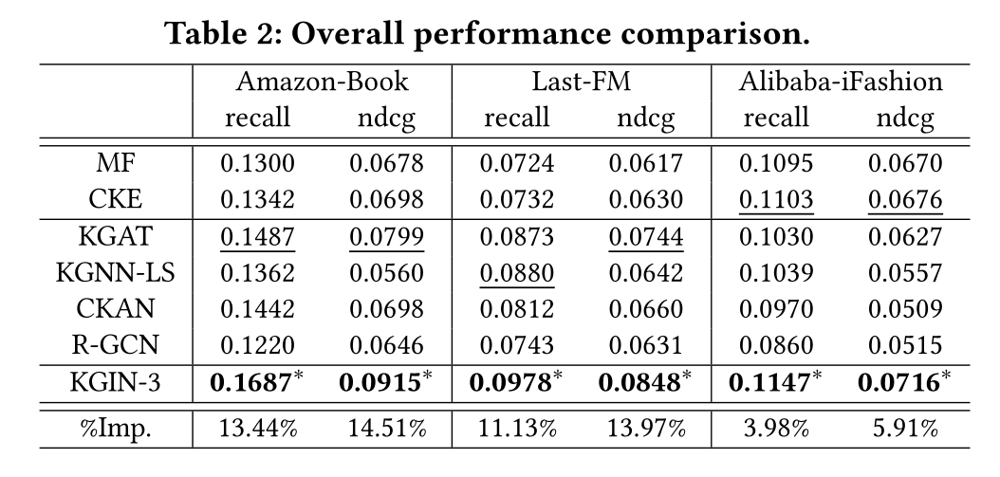 Table 2: Overall performance comparison.
Amazon-Book Last-FM Alibaba-iFashion
recall ndcg recall ndcg recall ndcg
MF 0.1300 0.0678 0.0724 0.0617 0.1095 0.0670
CKE 0.1342 0.0698 0.0732 0.0630 0.1103 0.0676
KGAT 0.1487 0.0799 0.0873 0.0744 0.1030 0.0627
KGNN-LS 0.1362 0.0560 0.0880 0.0642 0.1039 0.0557
CKAN 0.1442 0.0698 0.0812 0.0660 0.0970 0.0509
R-GCN 0.1220 0.0646 0.0743 0.0631 0.0860 0.0515
KGIN-3 0.1687* 0.0915* 0.0978* 0.0848* 0.1147* 0.0716*
%Imp. 13.44% 14.51% 11.13% 13.97% 3.98% 5.91%